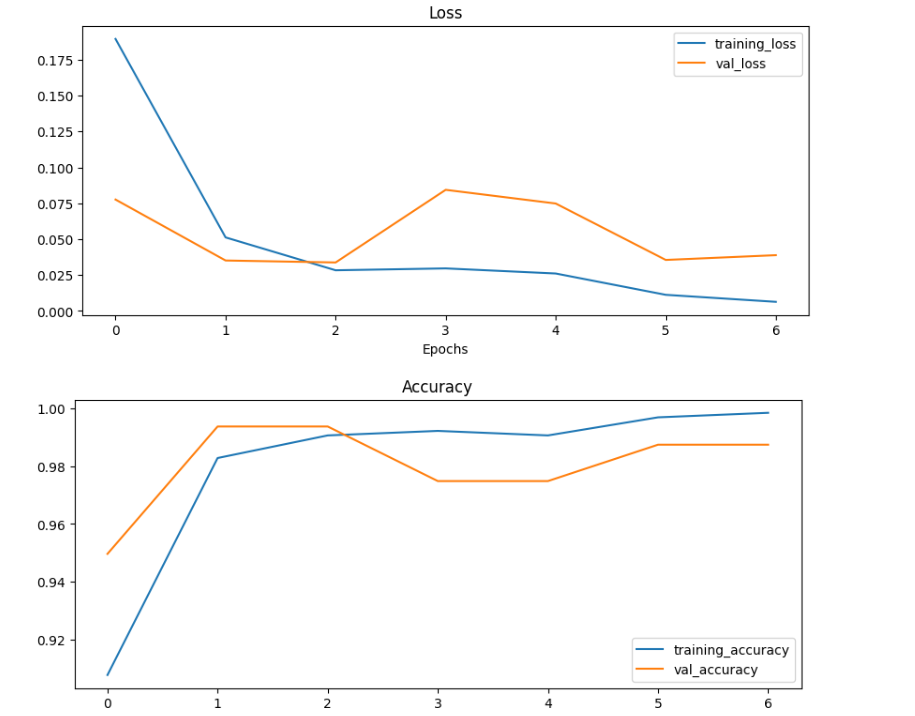 Loss
training_loss
val_loss
0.175
0.150
0.125
0.100
0.075
0.050
0.025
0.000
0 1 2 3 4 5 6
Epochs
Accuracy
1.00
0.98
0.96
0.94
0.92
training_accuracy
val_accuracy
0 1 2 3 4 5 6